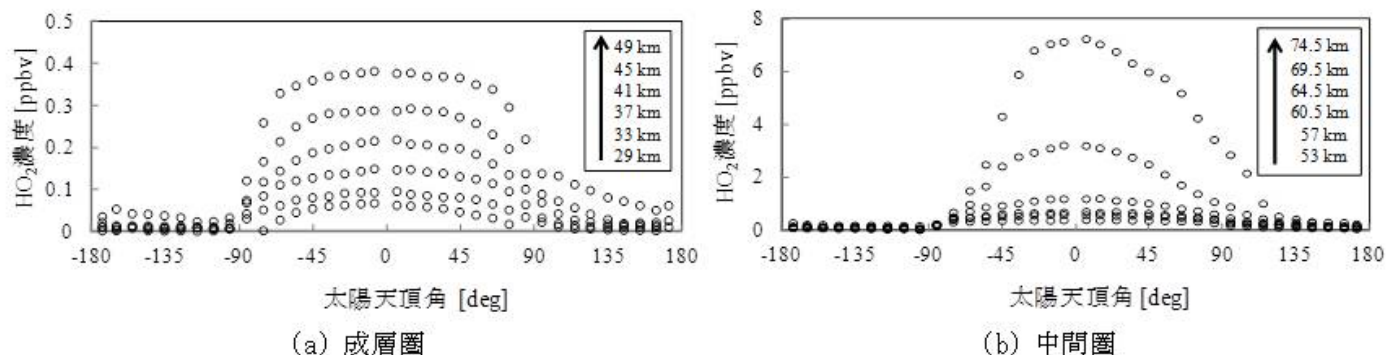 0.5
0.4
0.3
0.2
0.1
0
HO₂濃度 [ppbv]
49 km
45 km
41 km
37 km
33 km
29 km
-180 -135 -90 -45 0 45 90 135 180
太陽天頂角 [deg]
(a) 成層圏
8
6
4
2
0
HO₂濃度 [ppbv]
74.5 km
69.5 km
64.5 km
60.5 km
57 km
53 km
-180 -135 -90 -45 0 45 90 135 180
太陽天頂角 [deg]
(b) 中間圏